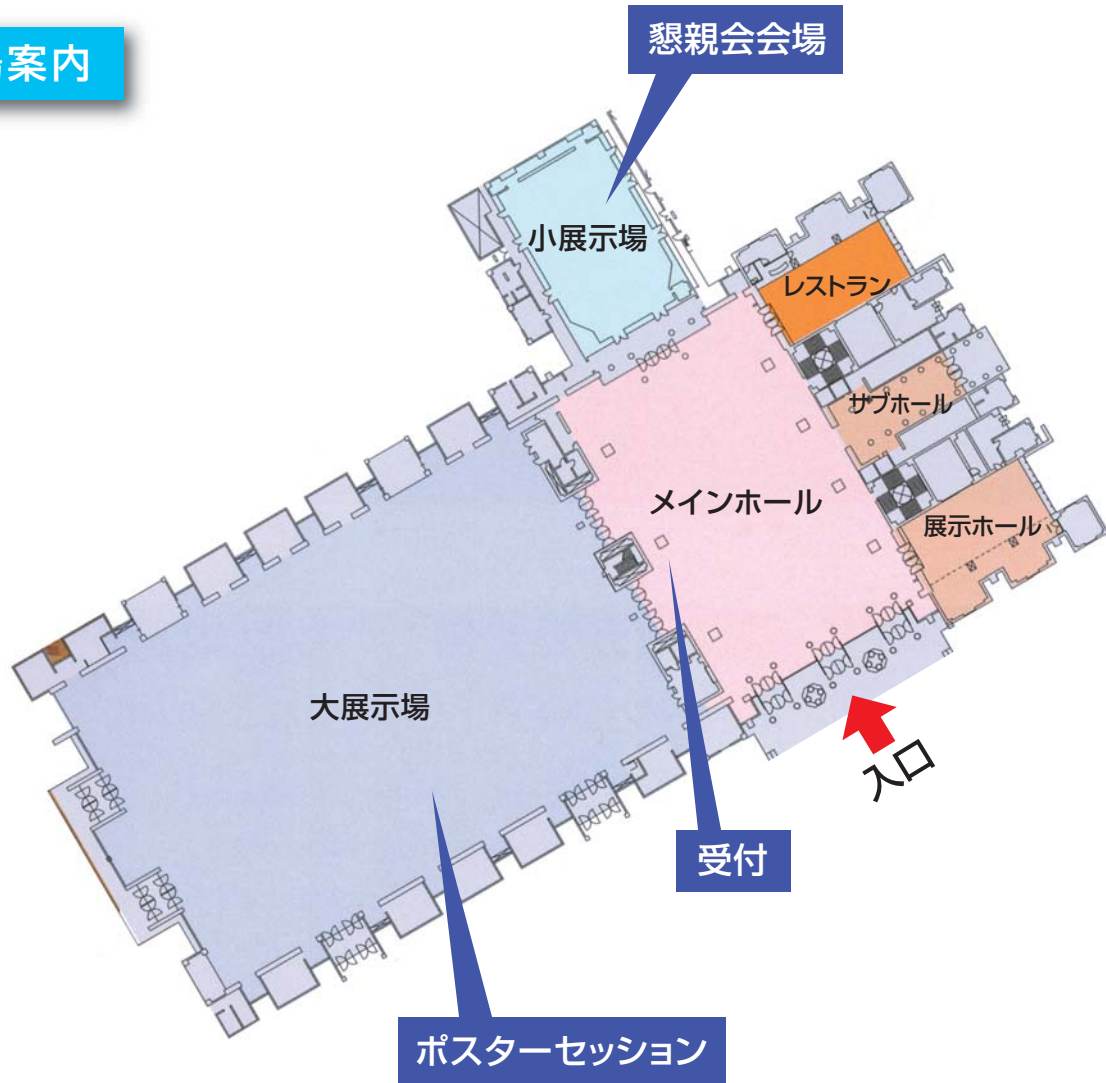 案内
懇親会会場
小展示場
レストラン
サブホール
メインホール
展示ホール
大展示場
入口
受付
ポスターセッション